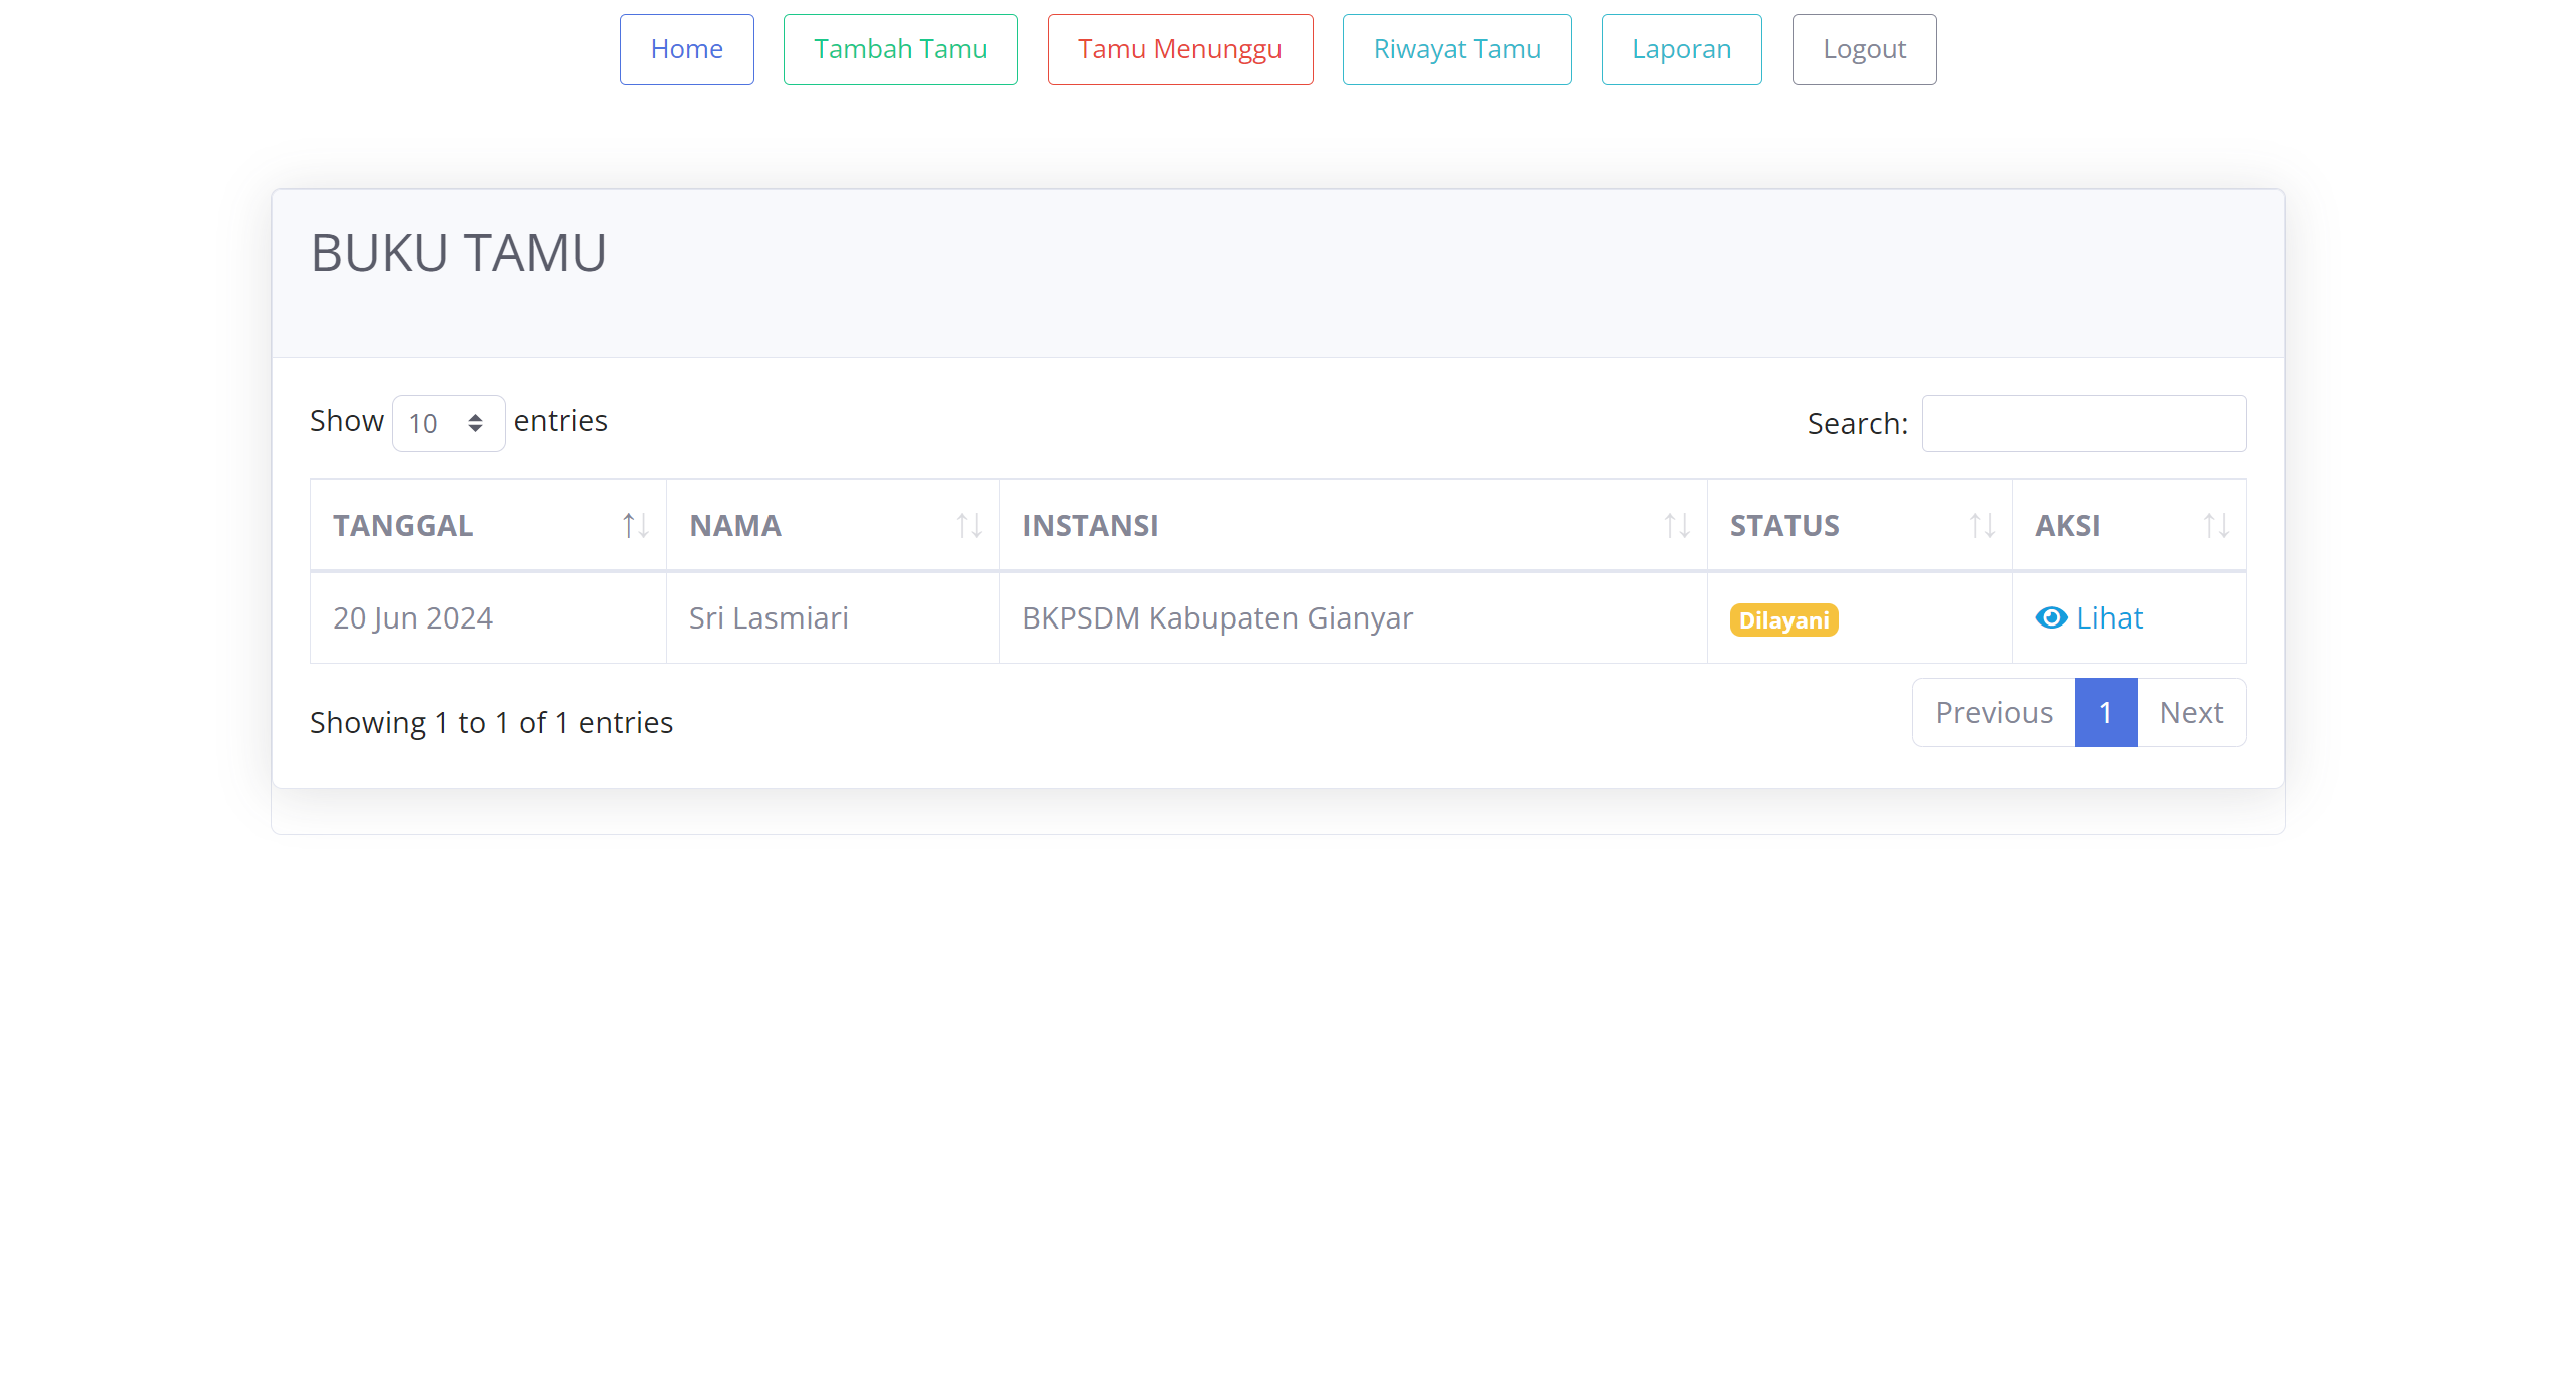 Home Tambah Tamu Tamu Menunggu Riwayat Tamu Laporan Logout
BUKU TAMU
Show 10 entries Search:
TANGGAL NAMA INSTANSI STATUS AKSI
20 Jun 2024 Sri Lasmiari BKPSDM Kabupaten Gianyar Dilayani Lihat
Showing 1 to 1 of 1 entries Previous 1 Next